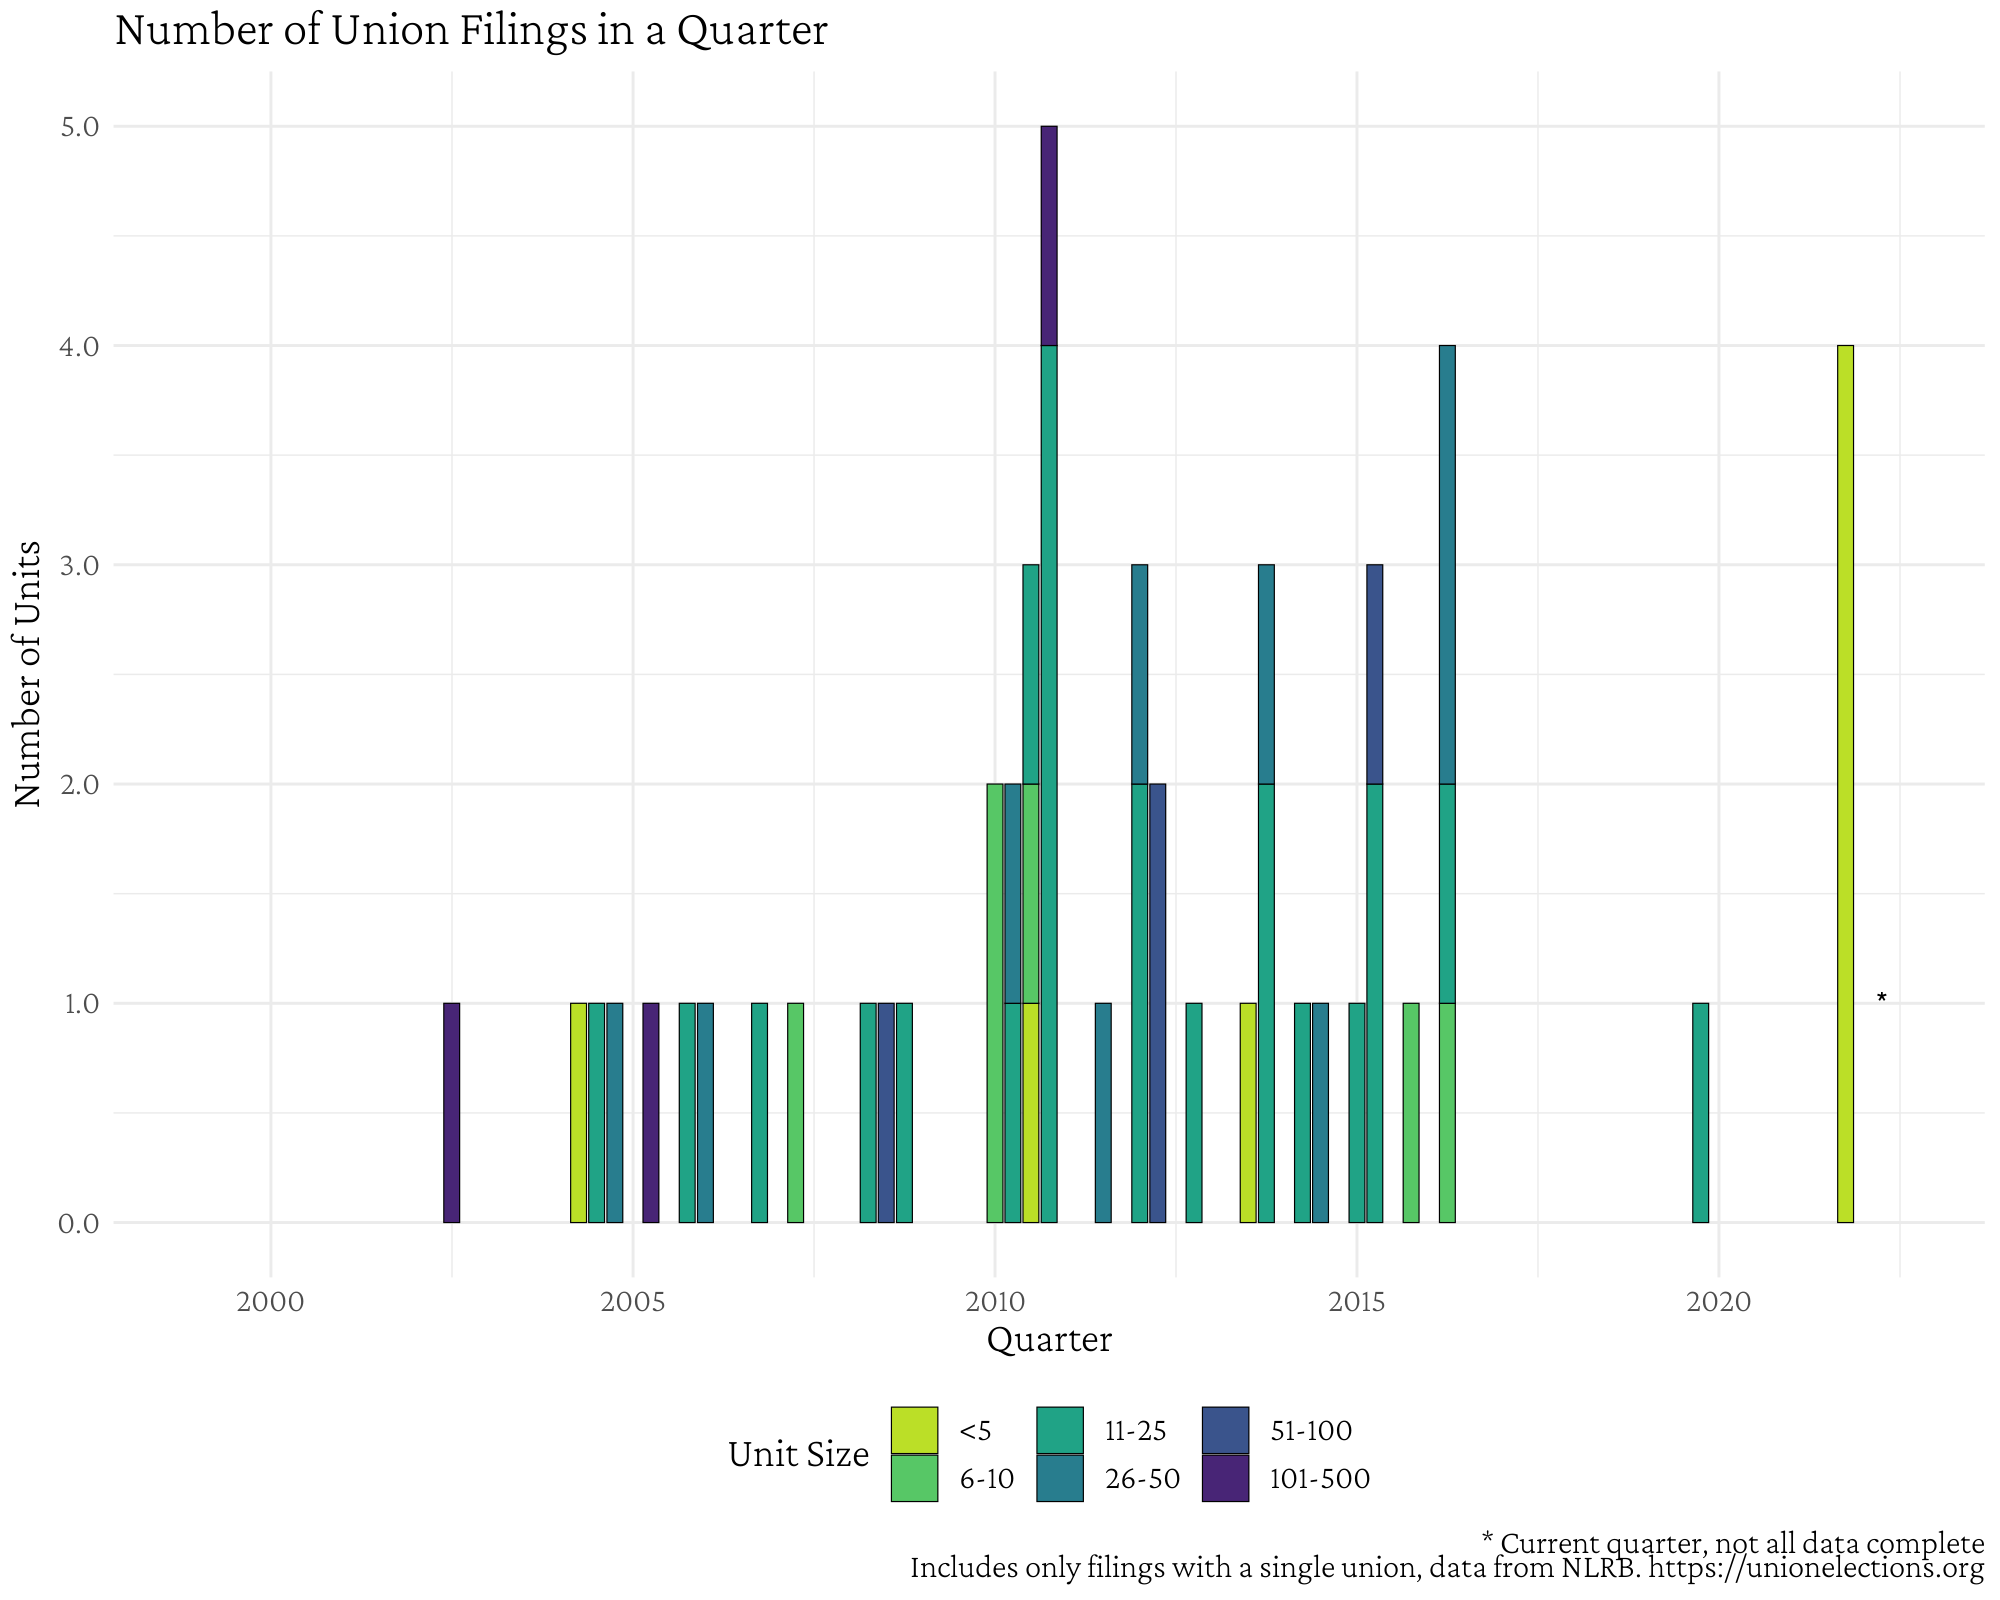 Number of Union Filings in a Quarter
Number of Units
5.0
4.0
3.0
2.0
1.0
0.0
*
2000 2005 2010 2015 2020
Quarter
Unit Size
<5 11-25 51-100
6-10 26-50 101-500
* Current quarter, not all data complete
Includes only filings with a single union, data from NLRB. https://unionelections.org